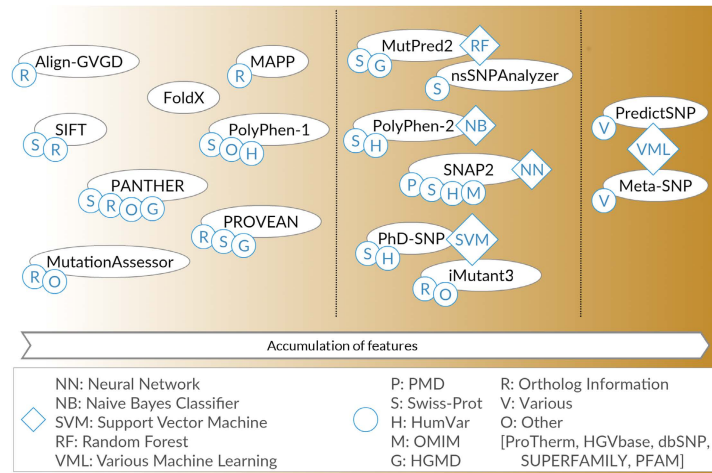 Align-GVGD
R
MAPP
R
FoldX
SIFT
S R
PolyPhen-1
S O H
PANTHER
S R O G
PROVEAN
R S G
MutationAssessor
R O
MutPred2
RF
S G
nsSNPAnalyzer
S
PolyPhen-2
NB
S H
SNAP2
NN
P S H M
PhD-SNP
SVM
S H
iMutant3
R O
PredictSNP
V
VML
Meta-SNP
V
Accumulation of features
NN: Neural Network
NB: Naive Bayes Classifier
SVM: Support Vector Machine
RF: Random Forest
VML: Various Machine Learning
P: PMD
S: Swiss-Prot
H: HumVar
M: OMIM
G: HGMD
R: Ortholog Information
V: Various
O: Other
[ProTherm, HGVbase, dbSNP,
SUPERFAMILY, PFAM]